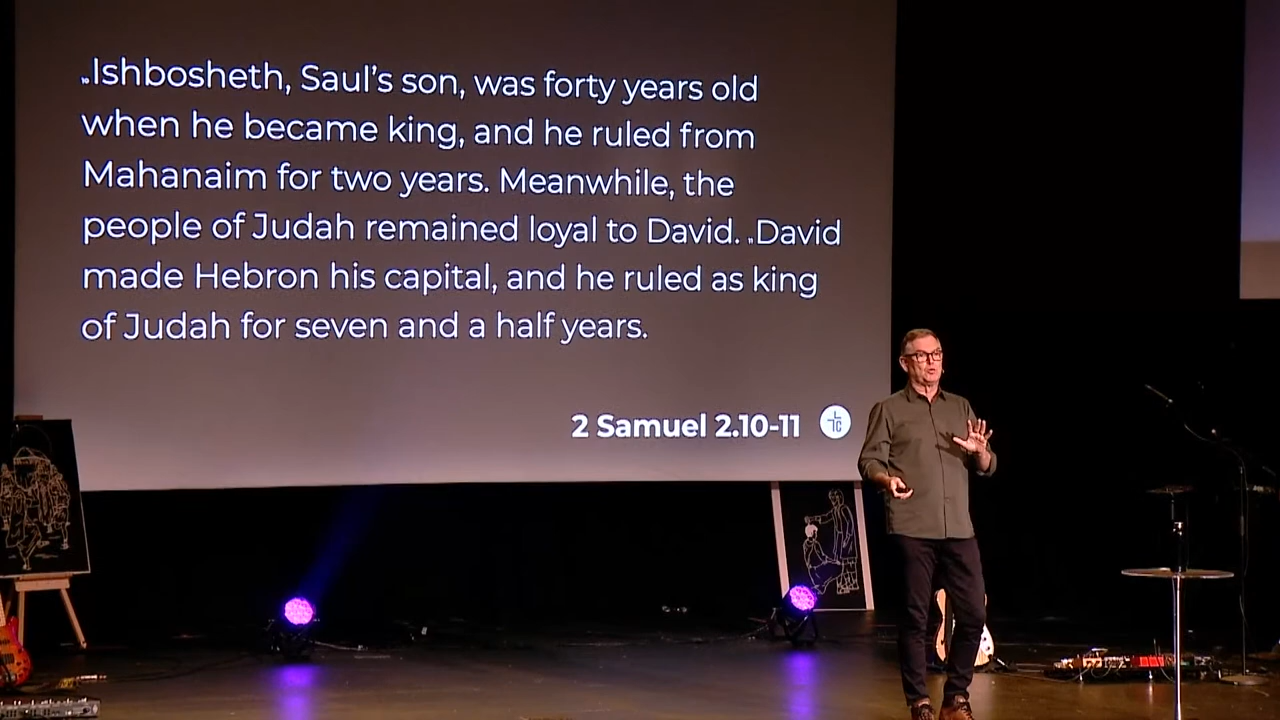 „Ishbosheth, Saul’s son, was forty years old
when he became king, and he ruled from
Mahanaim for two years. Meanwhile, the
people of Judah remained loyal to David. „David
made Hebron his capital, and he ruled as king
of Judah for seven and a half years.
2 Samuel 2.10-11
LTC